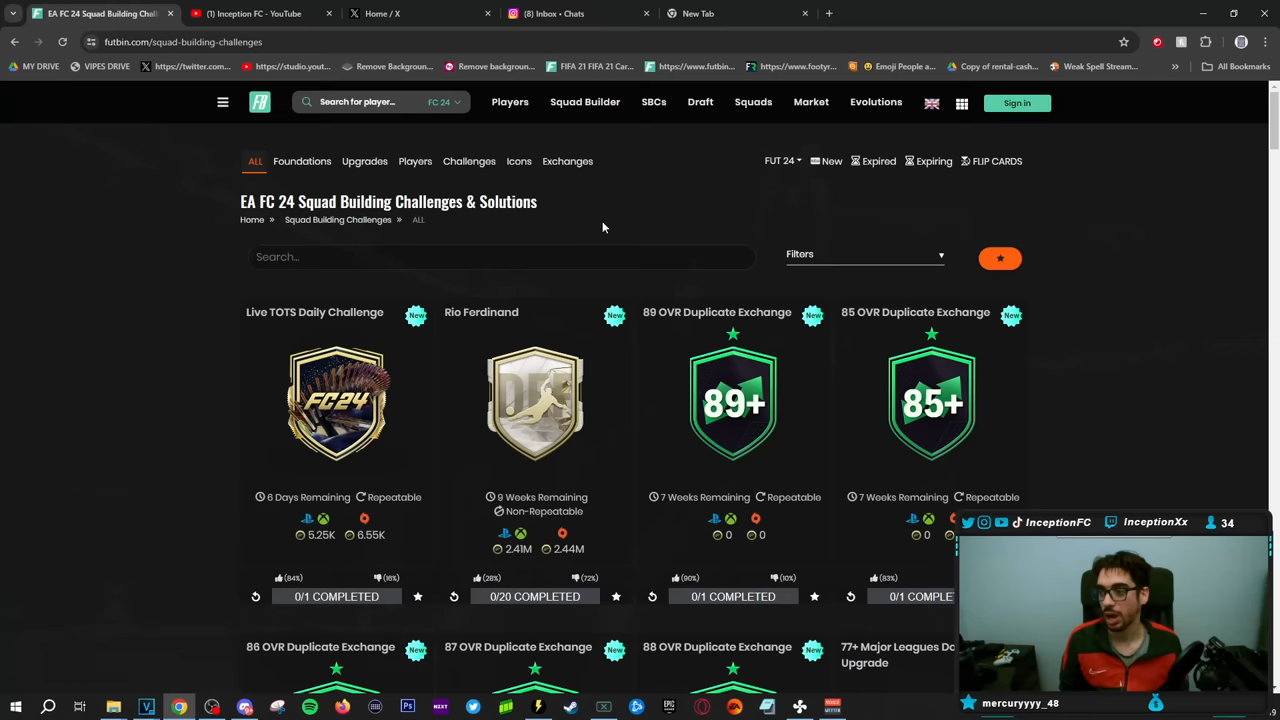 EA FC 24 Squad Building Chall
(1) Inception FC - YouTube
Home / X
(8) Inbox • Chats
New Tab
futbin.com/squad-building-challenges
MY DRIVE
VIPES DRIVE
https://twitter.com...
https://studio.yout...
Remove Backgroun...
Remove backgroun...
FIFA 21 FIFA 21 Car...
https://www.futbin...
https://www.footyr...
Emoji People a...
Copy of rental-cash...
Weak Spell Stream...
»
All Bookmarks
Search for player...
FC 24
Players
Squad Builder
SBCs
Draft
Squads
Market
Evolutions
Sign in
ALL
Foundations
Upgrades
Players
Challenges
Icons
Exchanges
FUT 24
New
Expired
Expiring
FLIP CARDS
EA FC 24 Squad Building Challenges & Solutions
Home » Squad Building Challenges » ALL
Search...
Filters
Live TOTS Daily Challenge
New
Rio Ferdinand
New
89 OVR Duplicate Exchange
New
85 OVR Duplicate Exchange
New
FC24
DEF
89+
85+
6 Days Remaining
Repeatable
9 Weeks Remaining
Non-Repeatable
7 Weeks Remaining
Repeatable
7 Weeks Remaining
Repeatable
5.25K
6.55K
2.41M
2.44M
0
0
0
(84%)
(16%)
(28%)
(72%)
(90%)
(10%)
(83%)
0/1 COMPLETED
0/20 COMPLETED
0/1 COMPLETED
0/1 COMPLE
86 OVR Duplicate Exchange
New
87 OVR Duplicate Exchange
New
88 OVR Duplicate Exchange
New
77+ Major Leagues Do
Upgrade
InceptionFC
InceptionXx
34
mercuryyyy_48